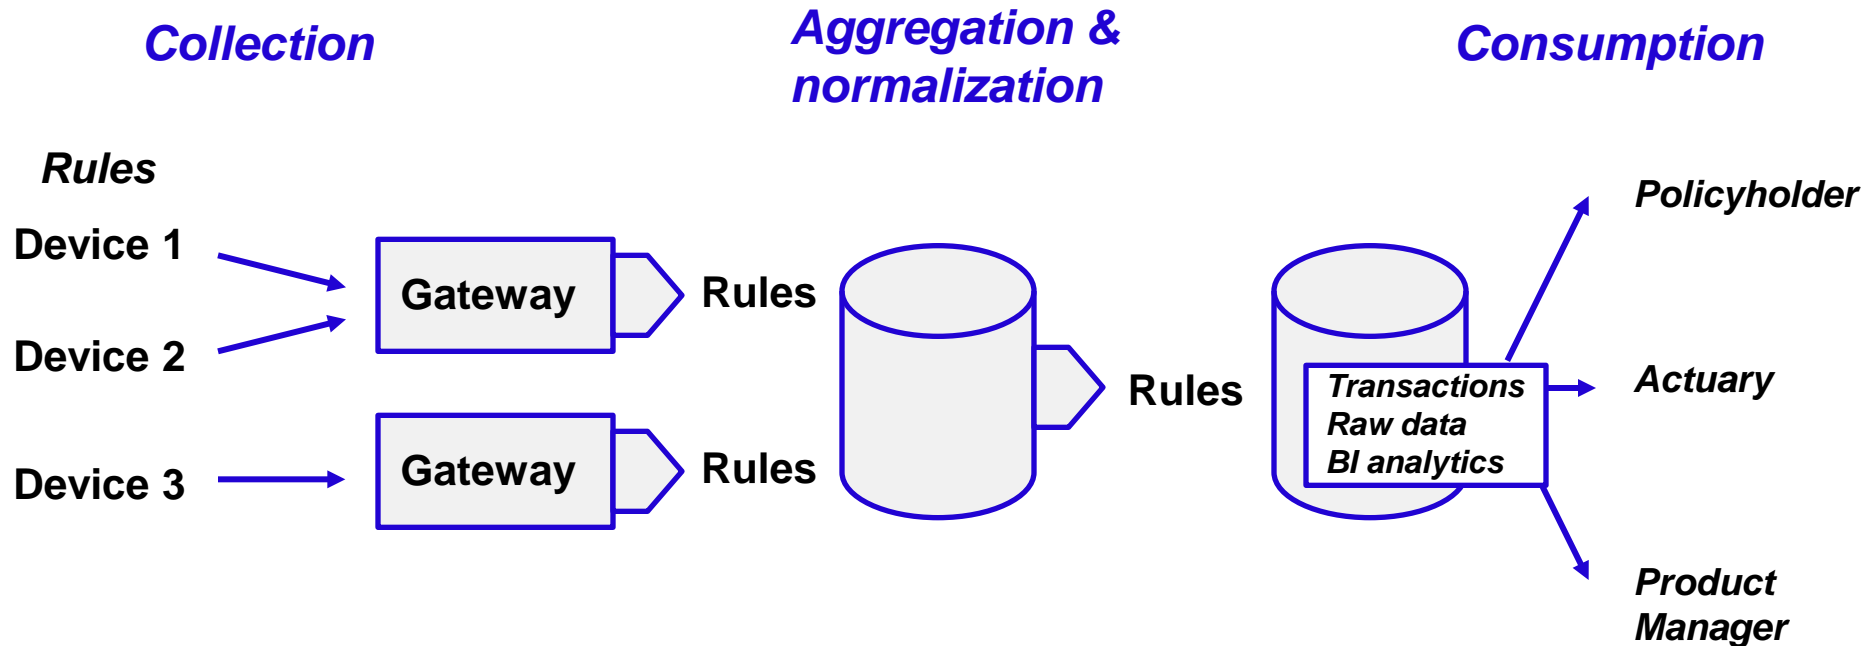 Collection
Aggregation &
normalization
Consumption
Rules
Device 1
Device 2
Device 3
Gateway
Rules
Gateway
Rules
Rules
Transactions
Raw data
BI analytics
Policyholder
Actuary
Product
Manager